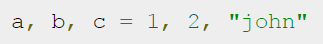 a, b, c = 1, 2, "john"